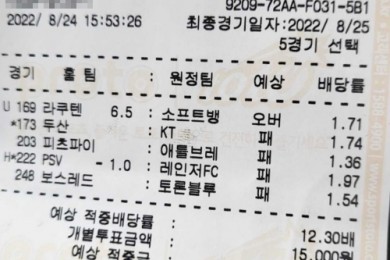 9209-72AA-F031-5B1
2022/ 8/24 15:53:26 최종경기일자:2022/ 8/25
5경기 선택
경기 홈 팀 : 원정팀 예상 배당률
U 169 라쿠텐 6.5 : 소프트뱅 오버 1.71
*173 두산 : KT 패 1.74
203 피츠파이 : 애틀브레 패 1.36
H*222 PSV - 1.0 : 레인저FC 패 1.97
248 보스레드 : 토론블루 패 1.54
예상 적중배당률 : 12.30배
개별투표금액 : 15,000원
예상 적중금 :